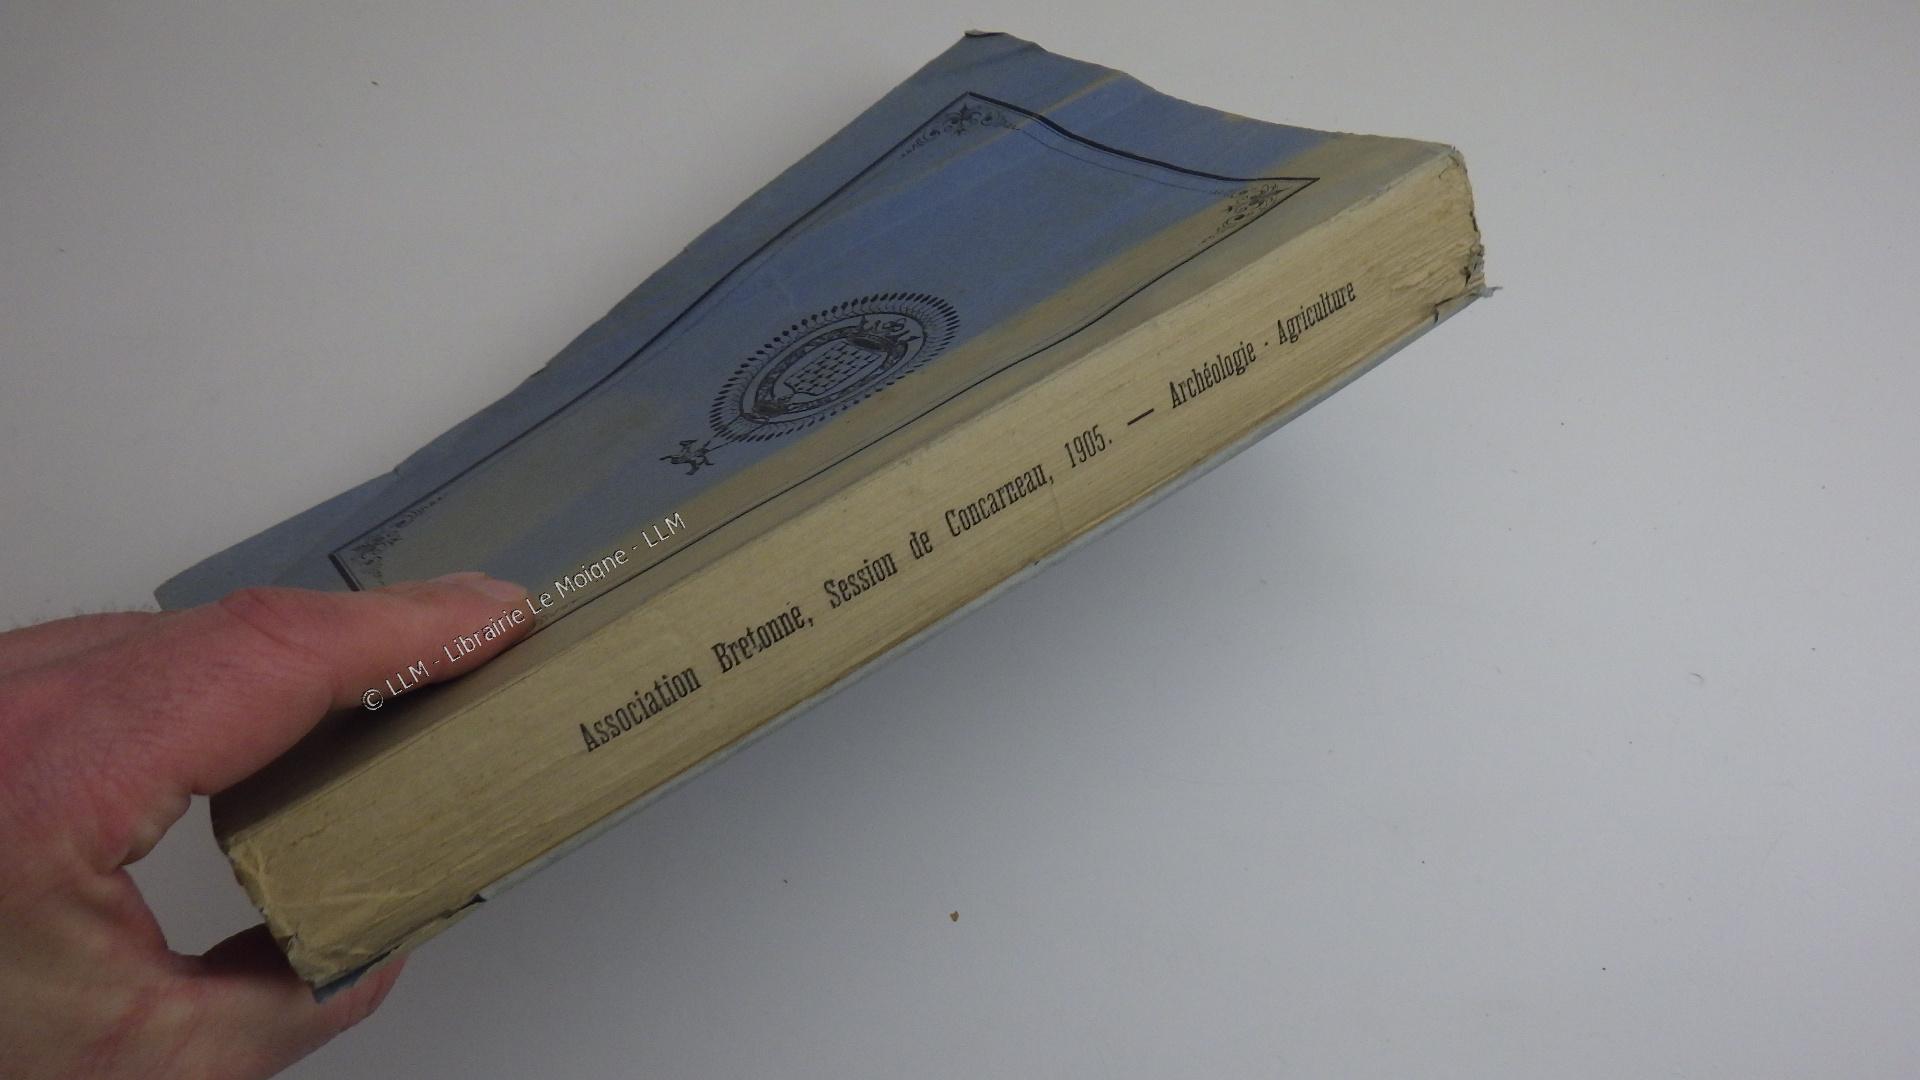 Association Bretonne, Session de Concarneau, 1905. — Archéologie - Agriculture
© LLM - Librairie Le Moigne - LLM